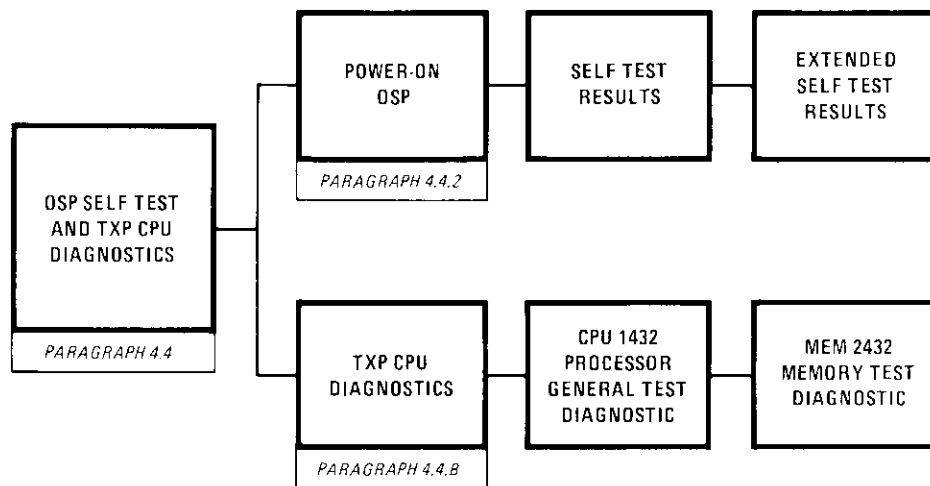 POWER-ON
OSP
PARAGRAPH 4.4.2
SELF TEST
RESULTS
EXTENDED
SELF TEST
RESULTS
OSP SELF TEST
AND TXP CPU
DIAGNOSTICS
PARAGRAPH 4.4
TXP CPU
DIAGNOSTICS
PARAGRAPH 4.4.B
CPU 1432
PROCESSOR
GENERAL TEST
DIAGNOSTIC
MEM 2432
MEMORY TEST
DIAGNOSTIC